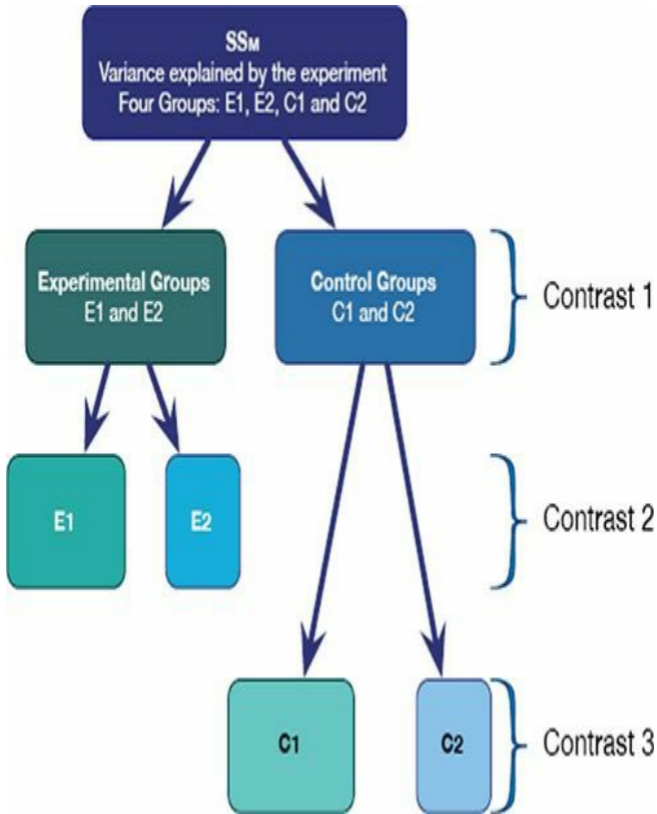 SSM
Variance explained by the experiment
Four Groups: E1, E2, C1 and C2
Experimental Groups
E1 and E2
Control Groups
C1 and C2
Contrast 1
E1
E2
Contrast 2
C1
C2
Contrast 3